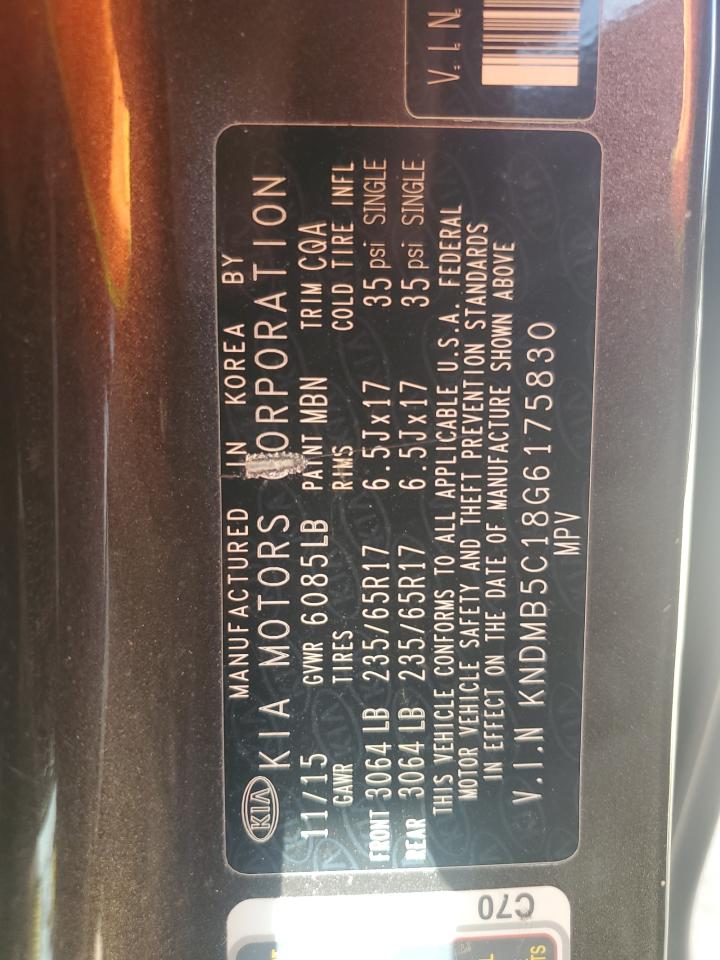 MANUFACTURED IN KOREA BY
KIA KIA MOTORS CORPORATION
11/15 GVWR 6085LB PAINT MBN TRIM CQA
GAWR TIRES RIMS COLD TIRE INFL
FRONT 3064 LB 235/65R17 6.5Jx17 35 psi SINGLE
REAR 3064 LB 235/65R17 6.5Jx17 35 psi SINGLE
THIS VEHICLE CONFORMS TO ALL APPLICABLE U.S.A. FEDERAL
MOTOR VEHICLE SAFETY AND THEFT PREVENTION STANDARDS
IN EFFECT ON THE DATE OF MANUFACTURE SHOWN ABOVE
V.I.N KNDMB5C18G6175830
MPV
V.I.N.
C70